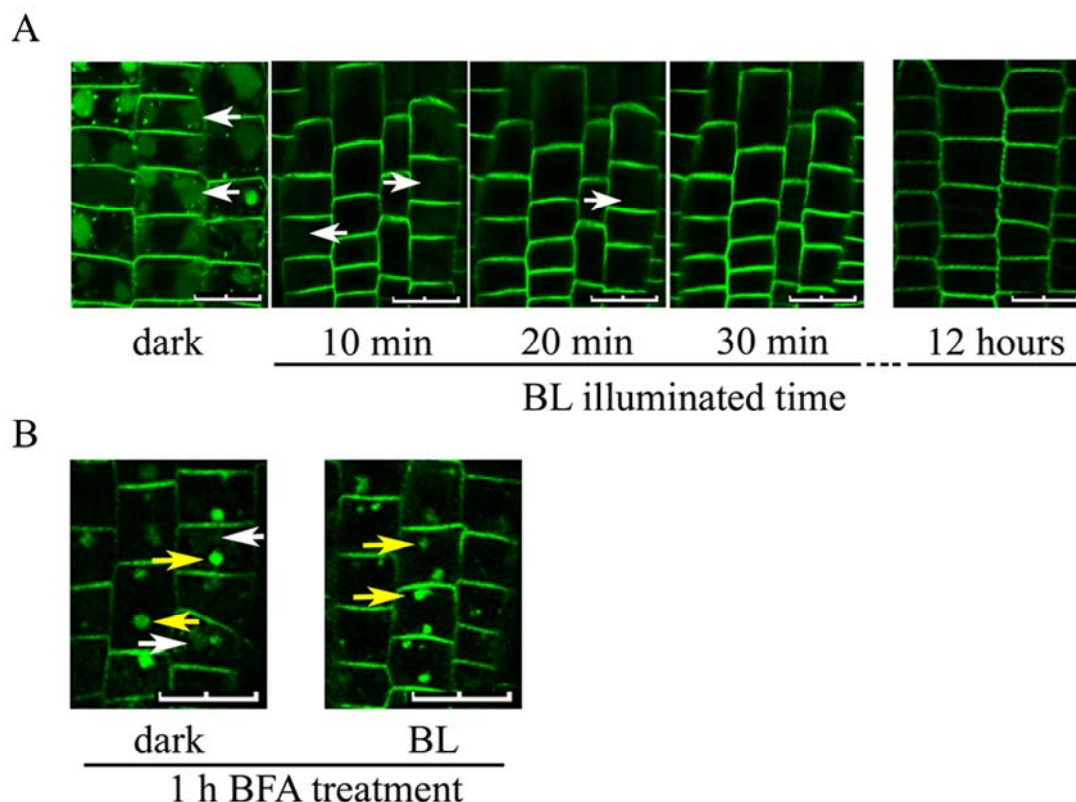 A
dark 10 min 20 min 30 min 12 hours
BL illuminated time
B
dark BL
1 h BFA treatment